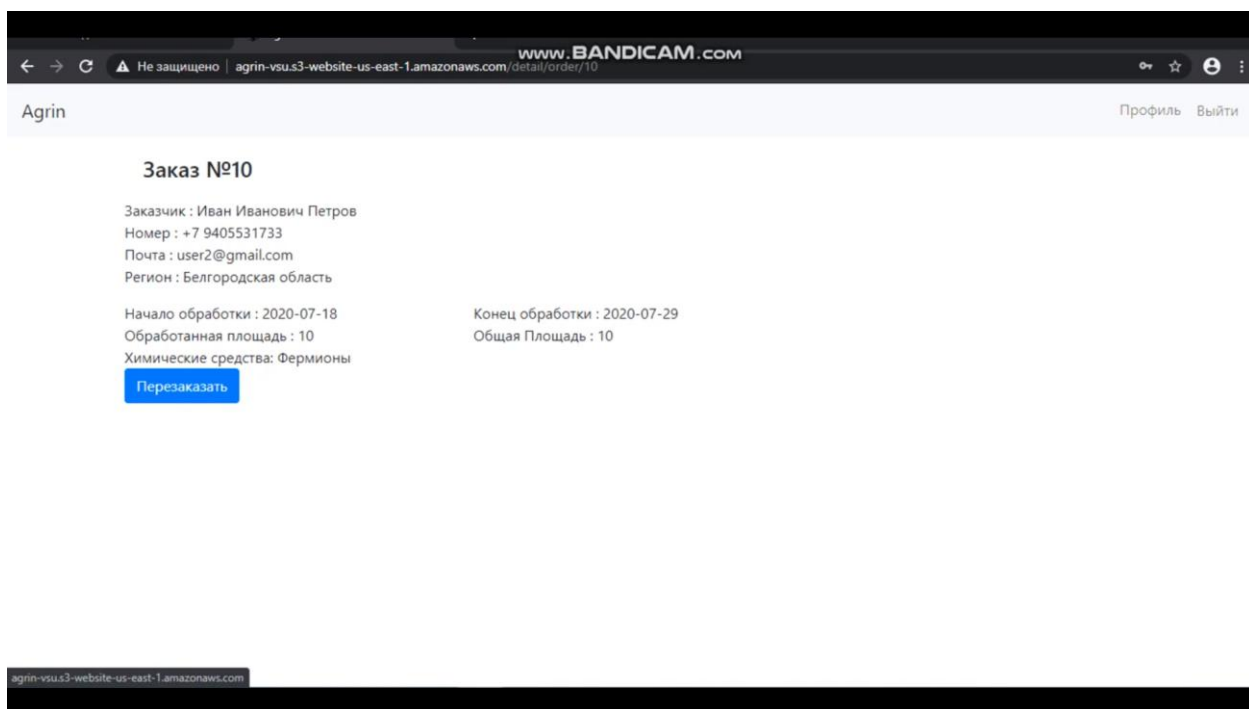 www.BANDICAM.com
Не защищено | agrin-vsu.s3-website-us-east-1.amazonaws.com/detail/order/10
Agrin Профиль Выйти
Заказ №10
Заказчик : Иван Иванович Петров
Номер : +7 9405531733
Почта : user2@gmail.com
Регион : Белгородская область
Начало обработки : 2020-07-18 Конец обработки : 2020-07-29
Обработанная площадь : 10 Общая Площадь : 10
Химические средства: Фермионы
Перезаказать
agrin-vsu.s3-website-us-east-1.amazonaws.com